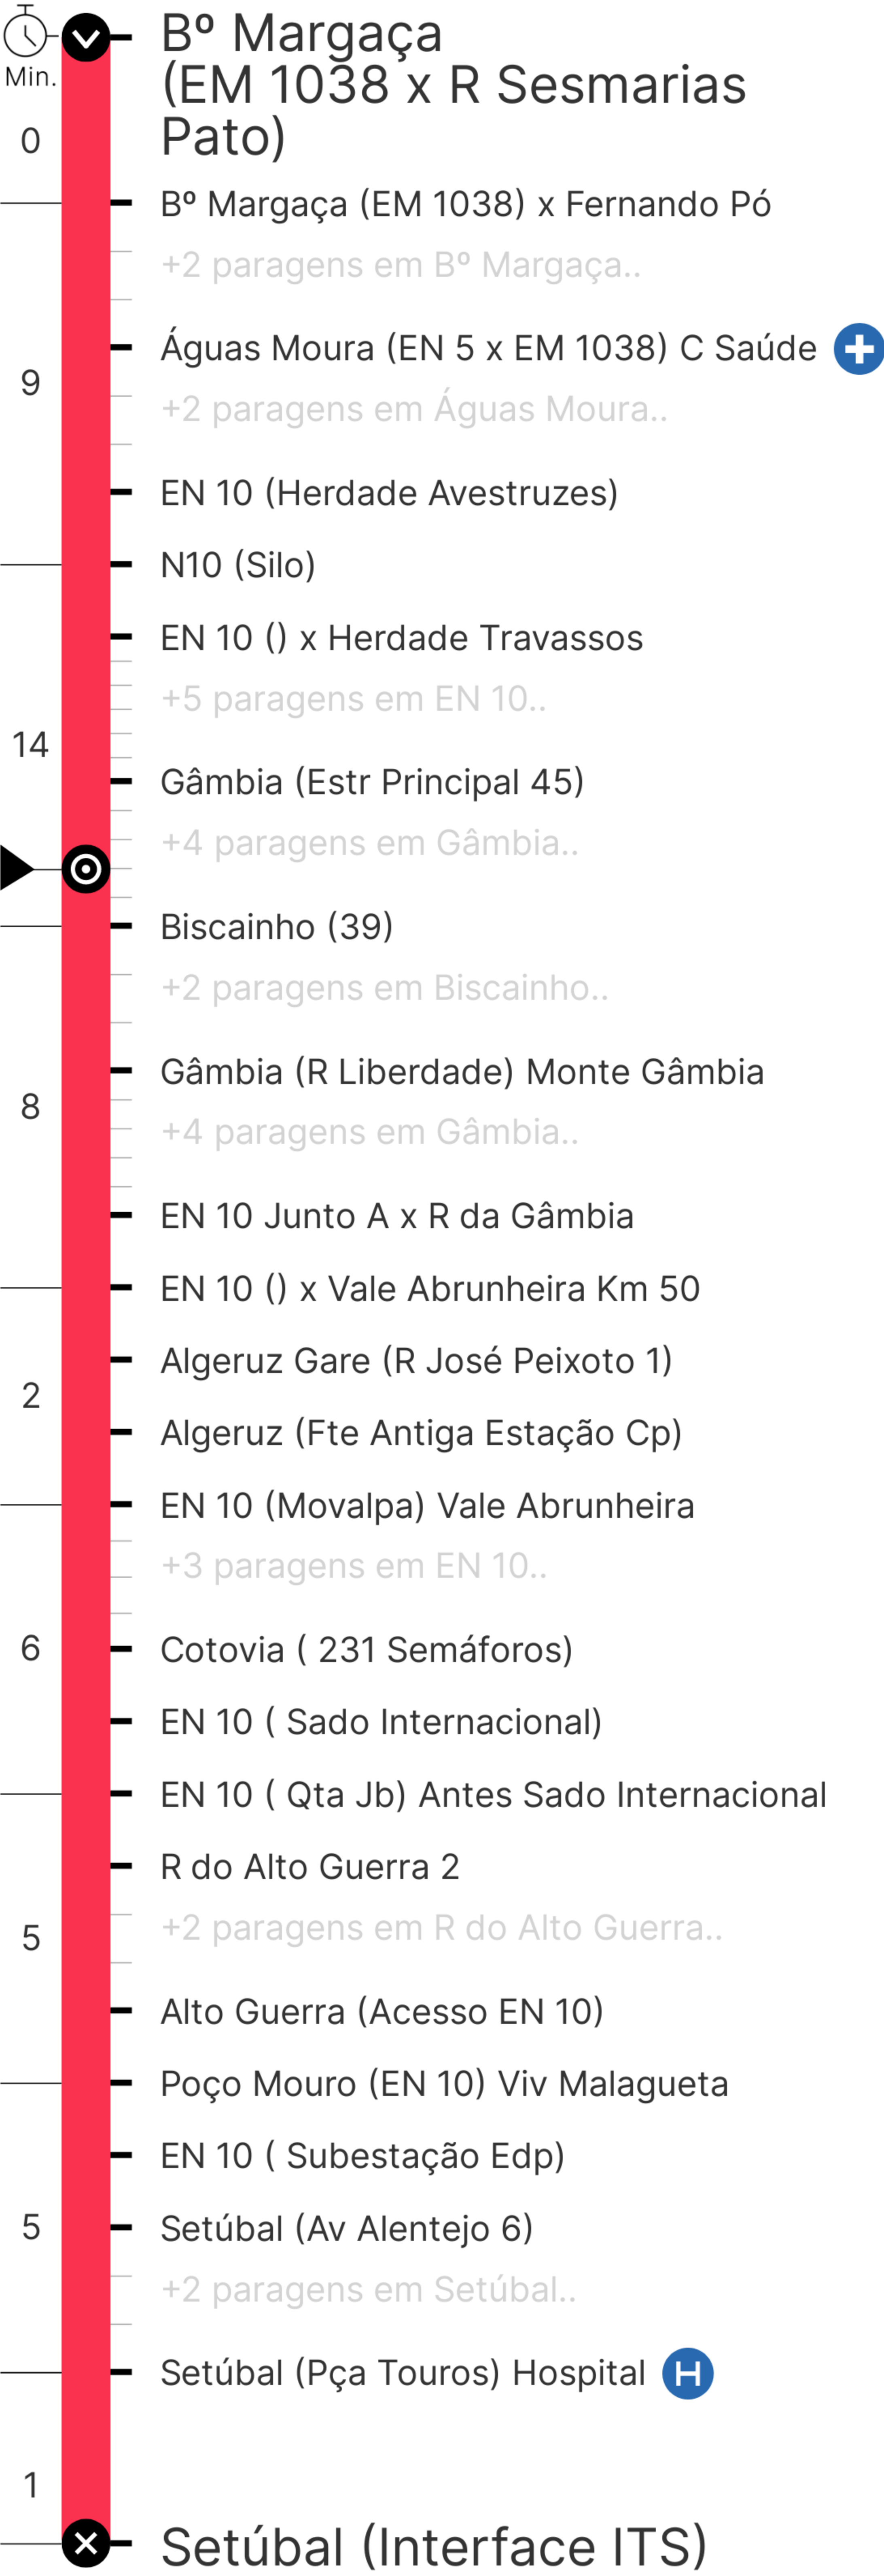 Bº Margaça
(EM 1038 x R Sesmarias
Pato)
Min.
0
Bº Margaça (EM 1038) x Fernando Pó
+2 paragens em Bº Margaça..
Águas Moura (EN 5 x EM 1038) C Saúde
9
+2 paragens em Águas Moura..
EN 10 (Herdade Avestruzes)
N10 (Silo)
EN 10 () x Herdade Travassos
+5 paragens em EN 10..
14
Gâmbia (Estr Principal 45)
+4 paragens em Gâmbia..
Biscainho (39)
+2 paragens em Biscainho..
Gâmbia (R Liberdade) Monte Gâmbia
8
+4 paragens em Gâmbia..
EN 10 Junto A x R da Gâmbia
EN 10 () x Vale Abrunheira Km 50
Algeruz Gare (R José Peixoto 1)
2
Algeruz (Fte Antiga Estação Cp)
EN 10 (Movalpa) Vale Abrunheira
+3 paragens em EN 10..
6
Cotovia ( 231 Semáforos)
EN 10 ( Sado Internacional)
EN 10 ( Qta Jb) Antes Sado Internacional
R do Alto Guerra 2
+2 paragens em R do Alto Guerra..
5
Alto Guerra (Acesso EN 10)
Poço Mouro (EN 10) Viv Malagueta
EN 10 ( Subestação Edp)
5
Setúbal (Av Alentejo 6)
+2 paragens em Setúbal..
Setúbal (Pça Touros) Hospital H
1
Setúbal (Interface ITS)